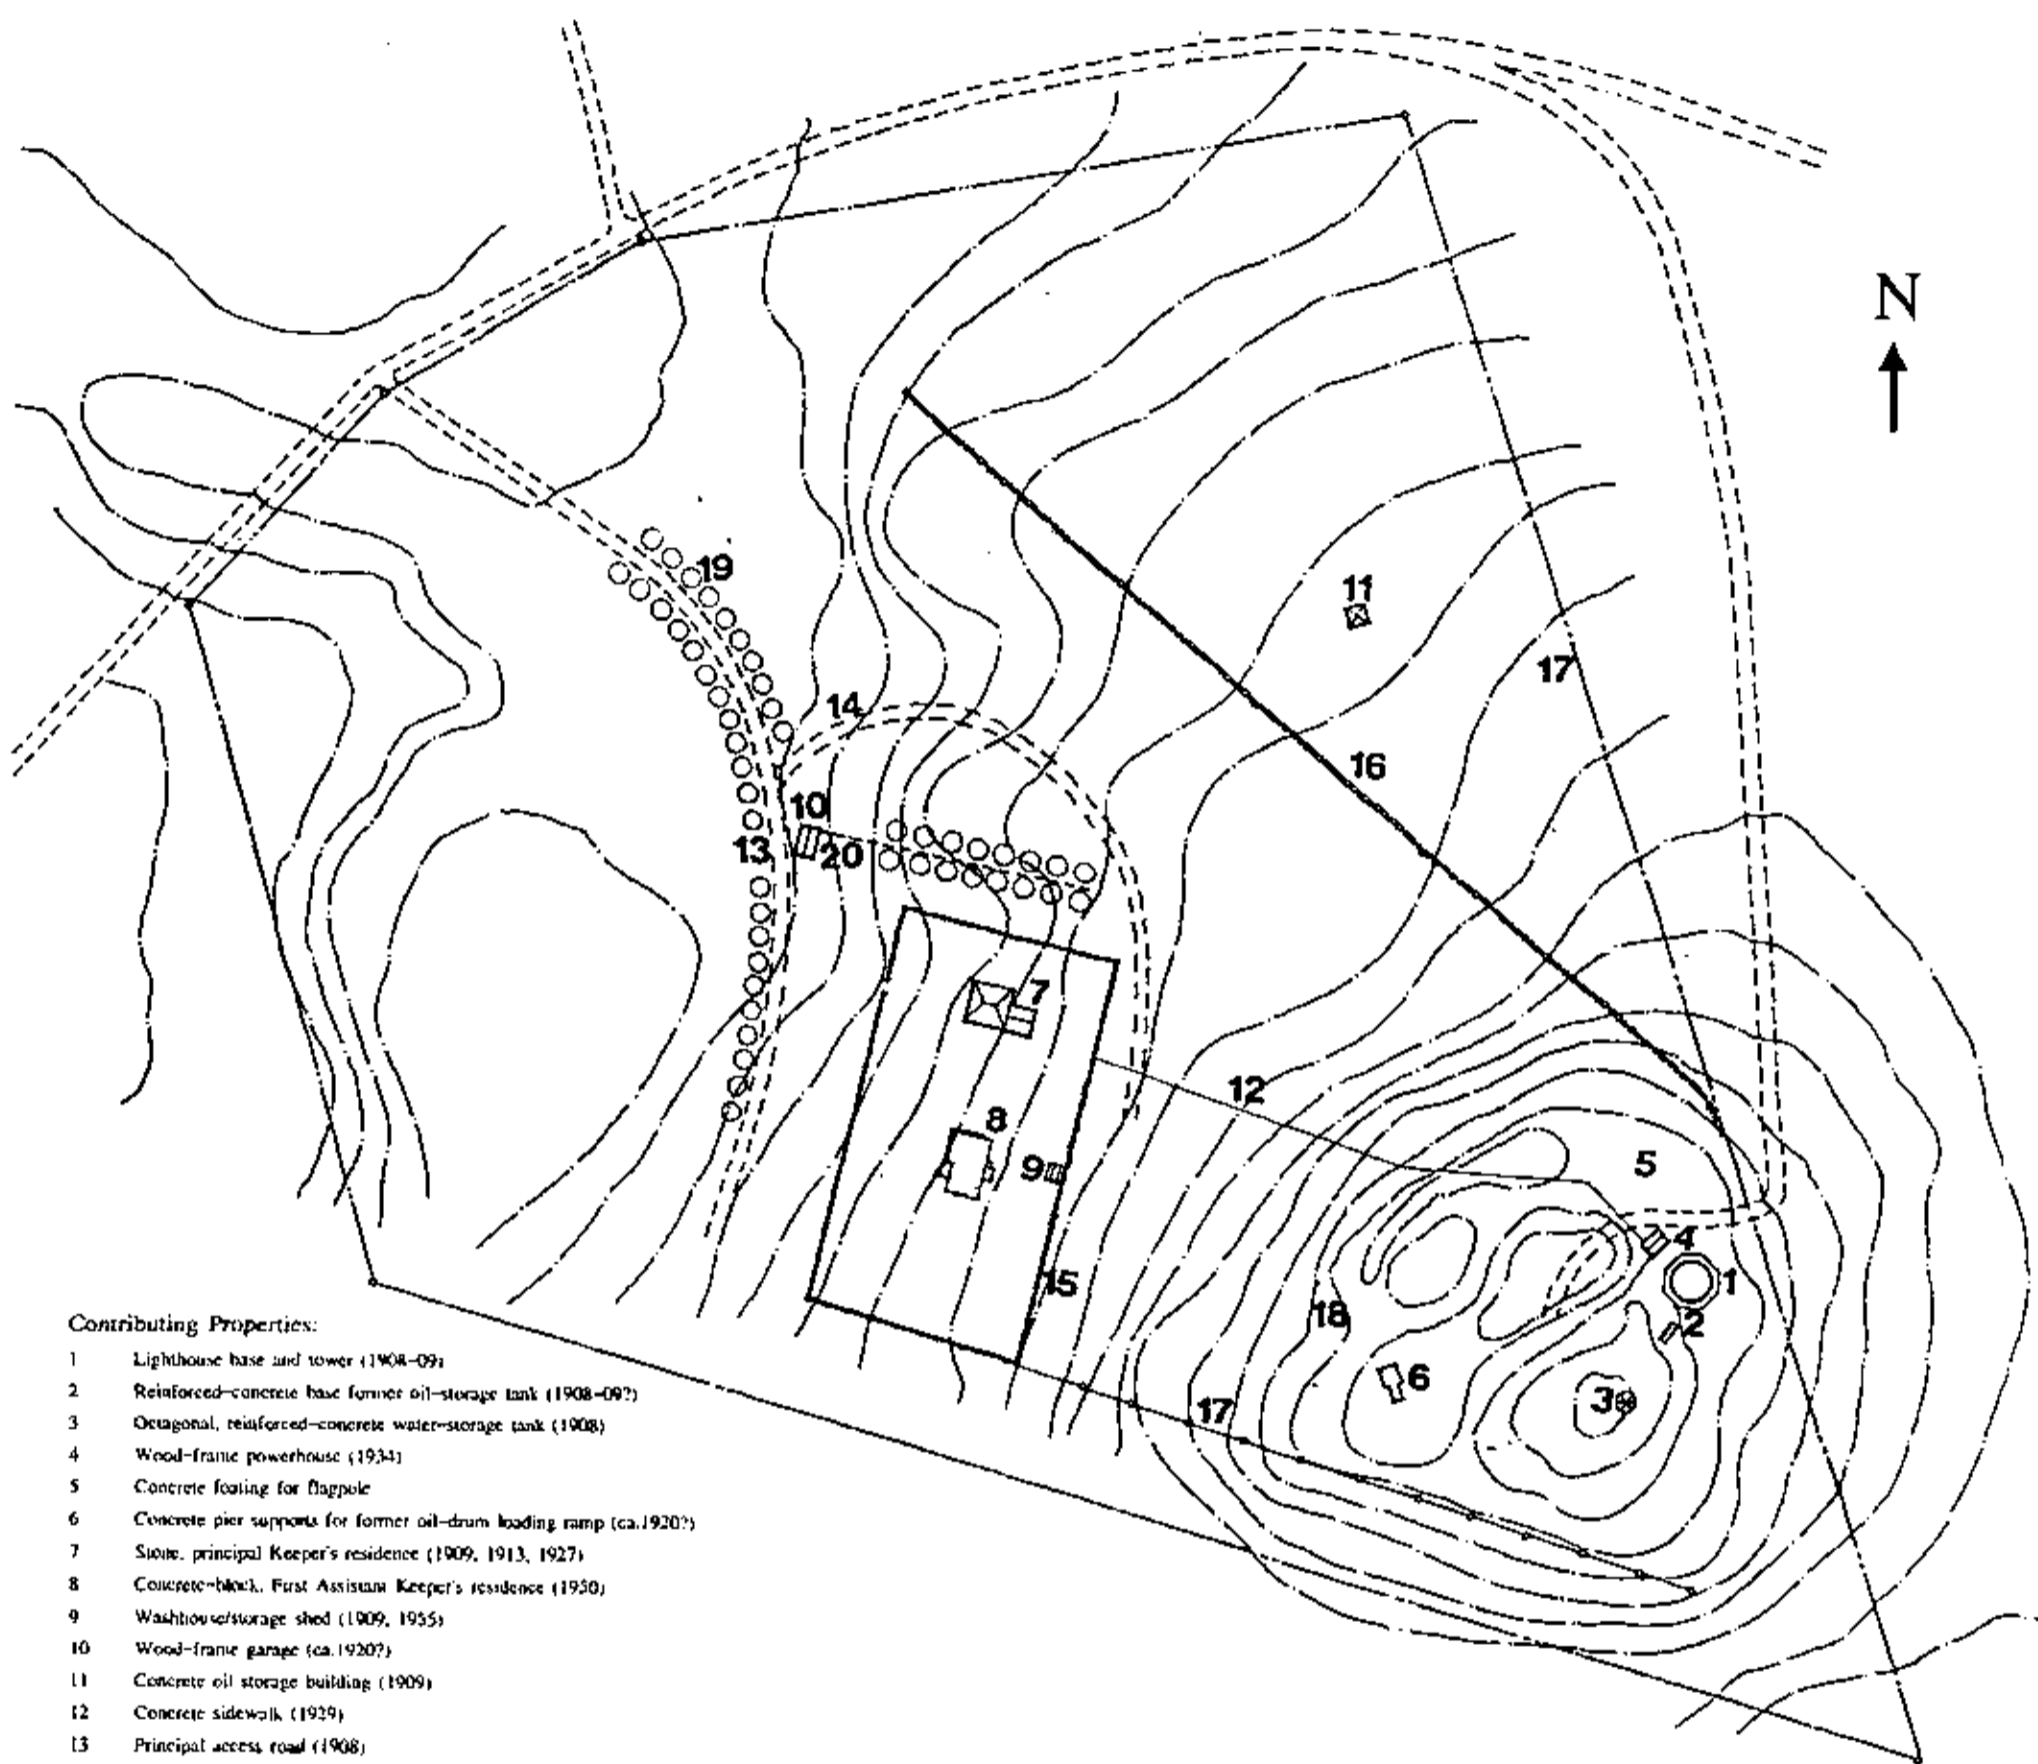 N
19
11
17
14
16
10
13
20
7
12
8
9
5
4
1
15
18
2
6
3
17
Contributing Properties:
1 Lighthouse base and tower (1908-09)
2 Reinforced-concrete base former oil-storage tank (1908-09?)
3 Octagonal, reinforced-concrete water-storage tank (1908)
4 Wood-frame powerhouse (1934)
5 Concrete footing for flagpole
6 Concrete pier supports for former oil-drum loading ramp (ca.1920?)
7 Stone, principal Keeper's residence (1909, 1913, 1927)
8 Concrete-block, First Assistant Keeper's residence (1950)
9 Washhouse/storage shed (1909, 1955)
10 Wood-frame garage (ca.1920?)
11 Concrete oil storage building (1909)
12 Concrete sidewalk (1929)
13 Principal access road (1908)